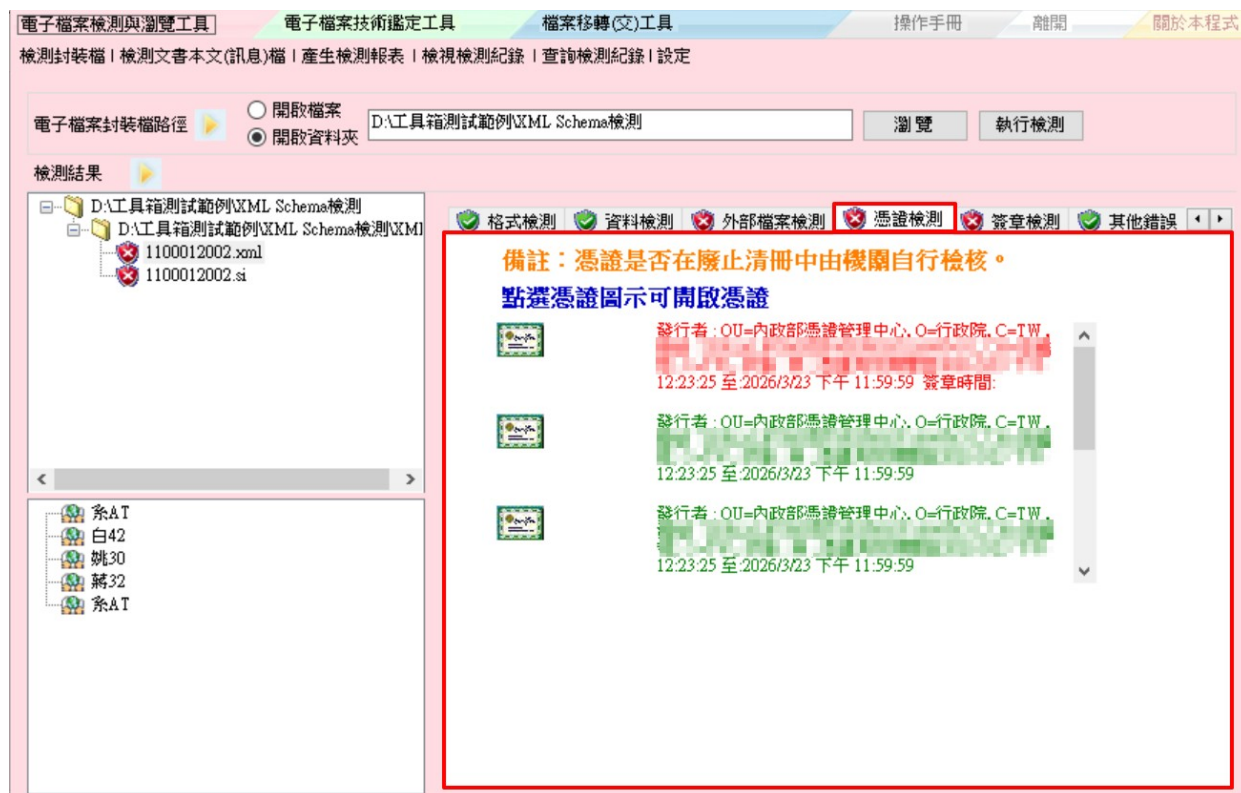 電子檔案檢測與瀏覽工具 電子檔案技術鑑定工具 檔案移轉(交)工具 操作手冊 離開 關於本程式
檢測封裝檔 | 檢測文書本文(訊息)檔 | 產生檢測報表 | 檢視檢測紀錄 | 查詢檢測紀錄 | 設定
電子檔案封裝檔路徑
開啟檔案
開啟資料夾
D:\工具箱測試範例\XML Schema檢測
瀏覽
執行檢測
檢測結果
D:\工具箱測試範例\XML Schema檢測
D:\工具箱測試範例\XML Schema檢測\XMl
1100012002.xml
1100012002.si
糸AT
白42
姚30
蔣32
糸AT
格式檢測 資料檢測 外部檔案檢測 憑證檢測 簽章檢測 其他錯誤
備註：憑證是否在廢止清冊中由機關自行檢核。
點選憑證圖示可開啟憑證
發行者 : OU=內政部憑證管理中心, O=行政院, C=TW ,
12:23:25 至:2026/3/23 下午 11:59:59 簽章時間:
發行者 : OU=內政部憑證管理中心, O=行政院, C=TW ,
12:23:25 至:2026/3/23 下午 11:59:59
發行者 : OU=內政部憑證管理中心, O=行政院, C=TW ,
12:23:25 至:2026/3/23 下午 11:59:59